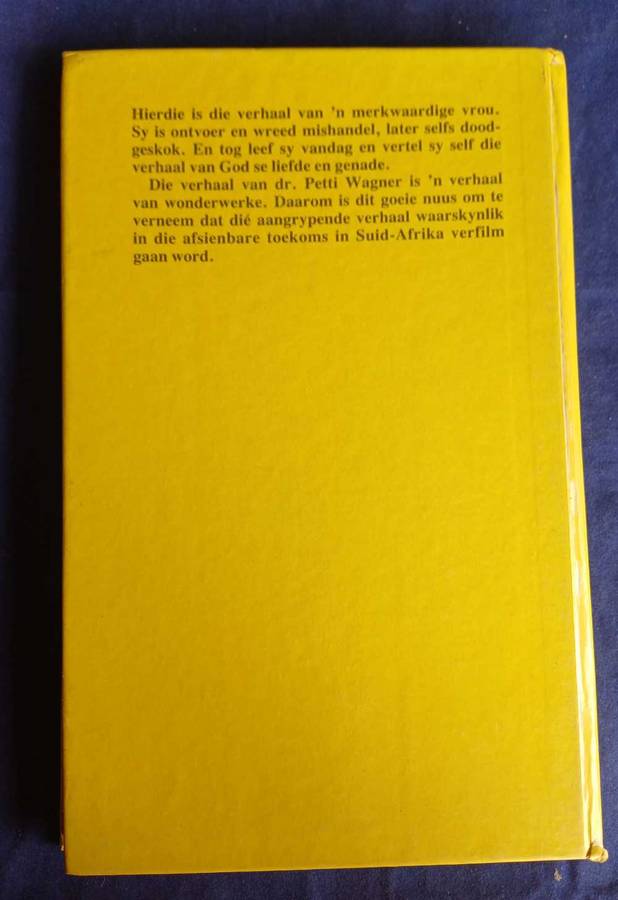 Hierdie is die verhaal van 'n merkwaardige vrou.
Sy is ontvoer en wreed mishandel, later selfs dood-
geskok. En tog leef sy vandag en vertel sy self die
verhaal van God se liefde en genade.
Die verhaal van dr. Petti Wagner is 'n verhaal
van wonderwerke. Daarom is dit goeie nuus om te
verneem dat dié aangrypende verhaal waarskynlik
in die afsienbare toekoms in Suid-Afrika verfilm
gaan word.